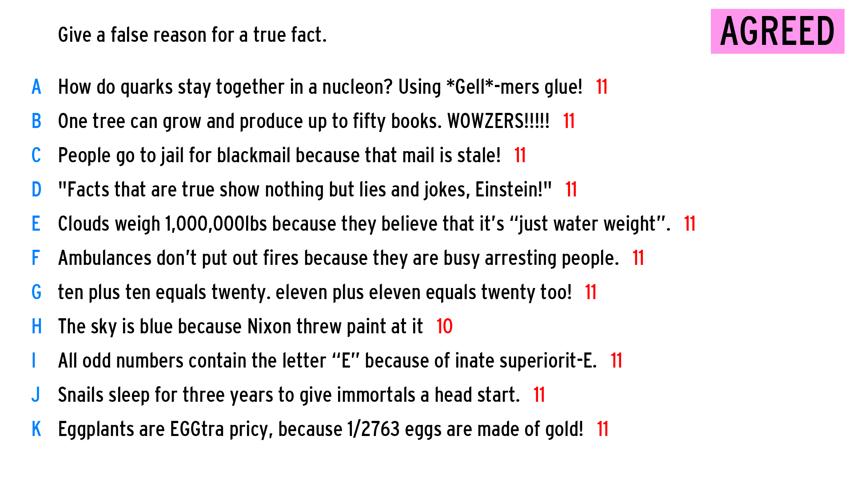 Give a false reason for a true fact.
AGREED
A How do quarks stay together in a nucleon? Using *Gell*-mers glue! 11
B One tree can grow and produce up to fifty books. WOWZERS!!!!! 11
C People go to jail for blackmail because that mail is stale! 11
D "Facts that are true show nothing but lies and jokes, Einstein!" 11
E Clouds weigh 1,000,000lbs because they believe that it’s “just water weight”. 11
F Ambulances don’t put out fires because they are busy arresting people. 11
G ten plus ten equals twenty. eleven plus eleven equals twenty too! 11
H The sky is blue because Nixon threw paint at it 10
I All odd numbers contain the letter “E” because of inate superiorit-E. 11
J Snails sleep for three years to give immortals a head start. 11
K Eggplants are EGGtra pricy, because 1/2763 eggs are made of gold! 11